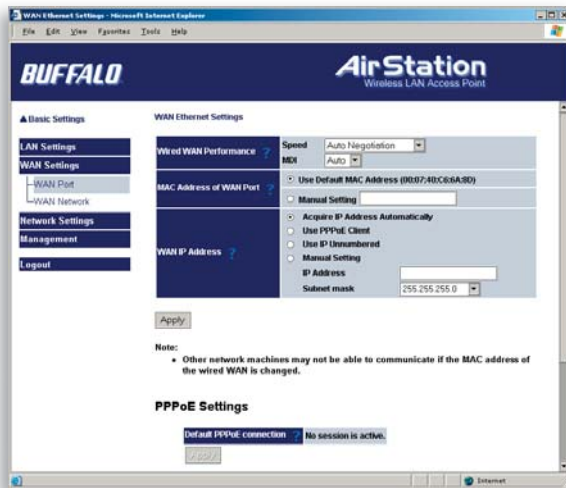 WAN Ethernet Settings - Microsoft Internet Explorer
File Edit View Favorites Tools Help
BUFFALO
AirStation
Wireless LAN Access Point
▲Basic Settings
LAN Settings
WAN Settings
WAN Port
WAN Network
Network Settings
Management
Logout
WAN Ethernet Settings
Wired WAN Performance ?
Speed Auto Negotiation
MDI Auto
MAC Address of WAN Port ?
Use Default MAC Address (00:07:40:C6:6A:8D)
Manual Setting
WAN IP Address ?
Acquire IP Address Automatically
Use PPPoE Client
Use IP Unnumbered
Manual Setting
IP Address
Subnet mask 255.255.255.0
Apply
Note:
• Other network machines may not be able to communicate if the MAC address of
the wired WAN is changed.
PPPoE Settings
Default PPPoE connection ? No session is active.
Apply
Internet